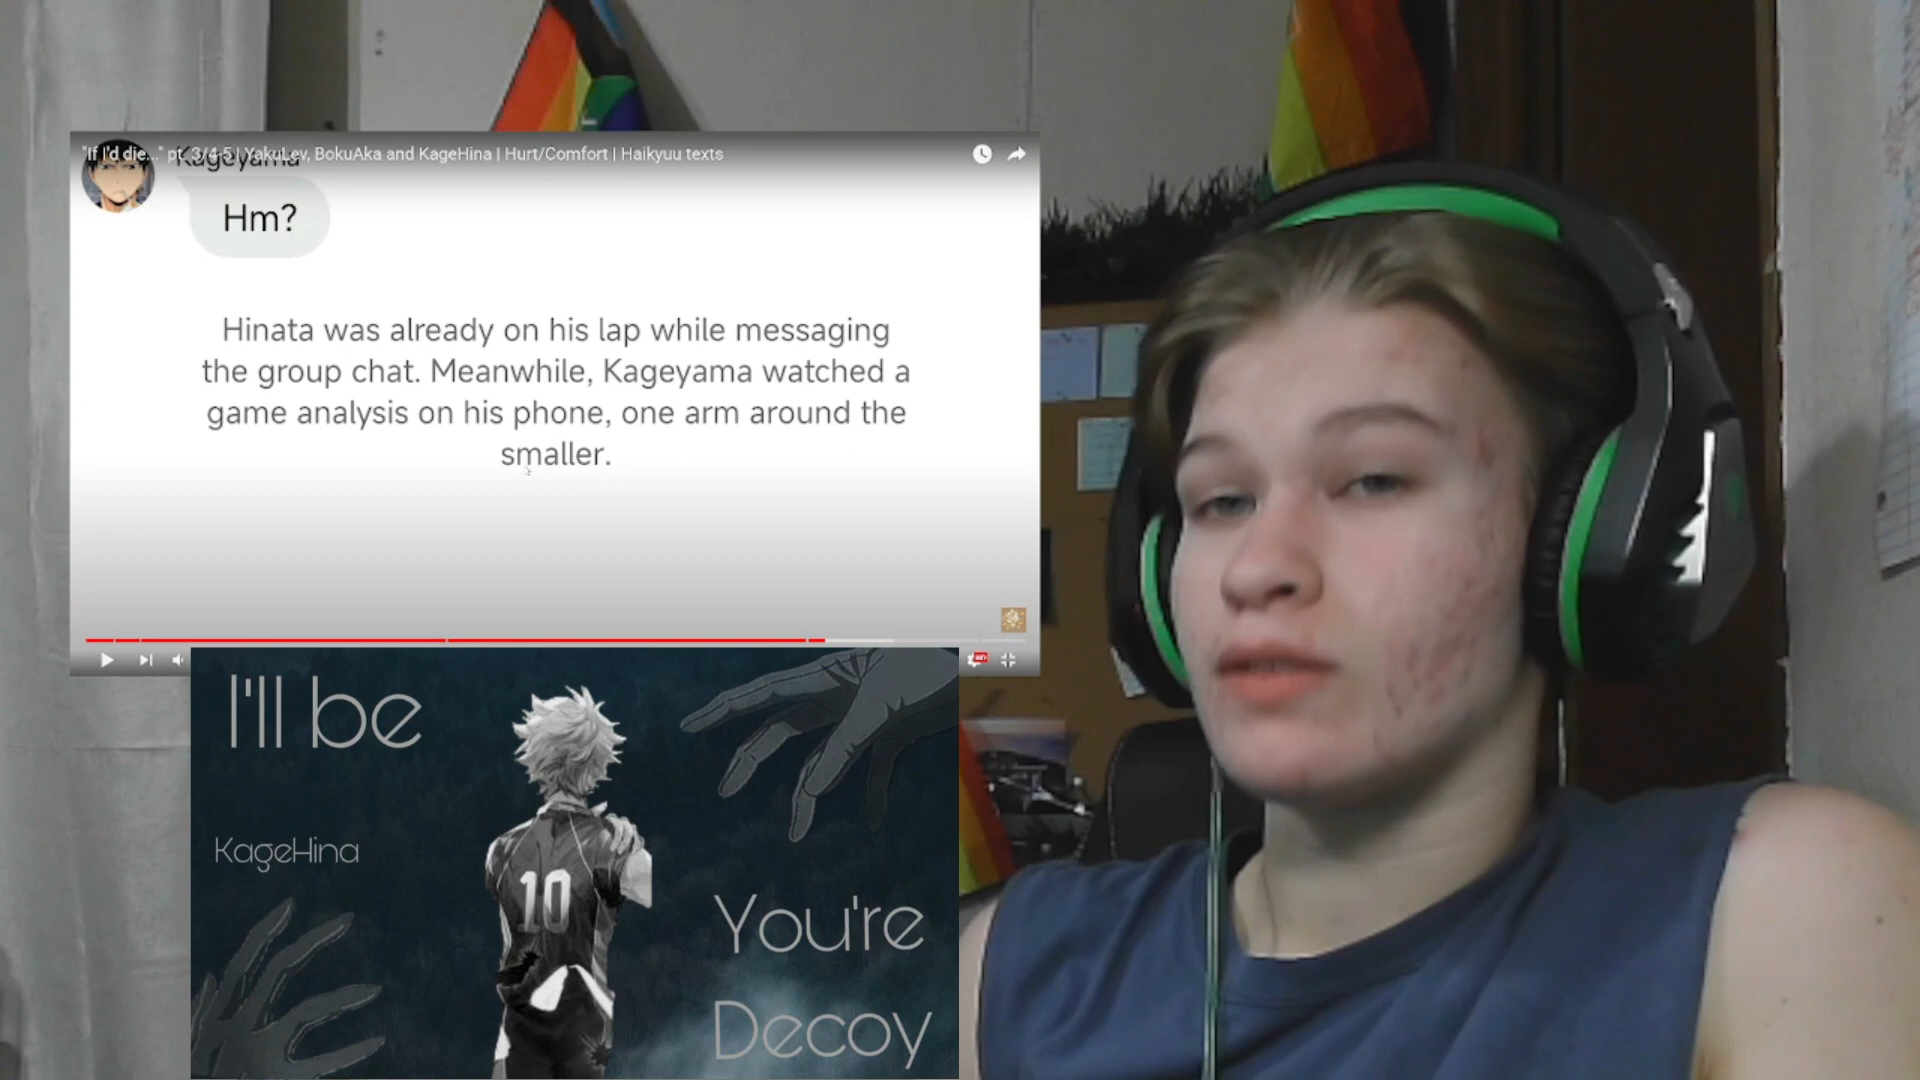 "If I'd die..." pt. 3/4-5 | YakuLev, BokuAka and KageHina | Hurt/Comfort | Haikyuu texts
Kageyama
Hm?
Hinata was already on his lap while messaging
the group chat. Meanwhile, Kageyama watched a
game analysis on his phone, one arm around the
smaller.
I'll be
KageHina
10
You're
Decoy